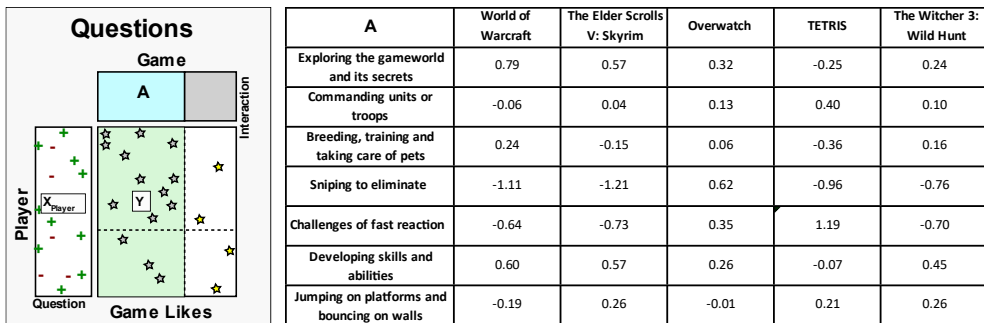 Questions
Game
A
Interaction
Player
X Player
Y
Question
Game Likes
A
World of Warcraft
The Elder Scrolls V: Skyrim
Overwatch
TETRIS
The Witcher 3: Wild Hunt
Exploring the gameworld and its secrets
0.79 0.57 0.32 -0.25 0.24
Commanding units or troops
-0.06 0.04 0.13 0.40 0.10
Breeding, training and taking care of pets
0.24 -0.15 0.06 -0.36 0.16
Sniping to eliminate
-1.11 -1.21 0.62 -0.96 -0.76
Challenges of fast reaction
-0.64 -0.73 0.35 1.19 -0.70
Developing skills and abilities
0.60 0.57 0.26 -0.07 0.45
Jumping on platforms and bouncing on walls
-0.19 0.26 -0.01 0.21 0.26